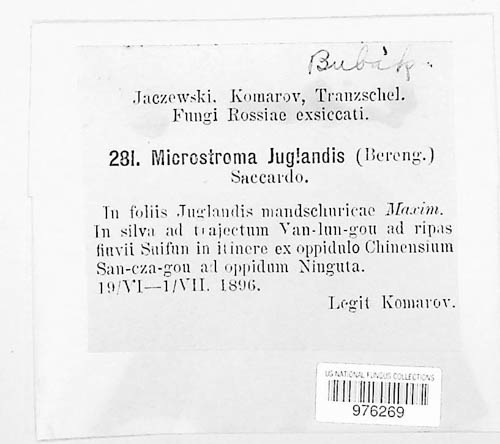 Bubák.
Jaczewski. Komarov, Tranzschel.
Fungi Rossiae exsiccati.
281. Microstroma Juglandis (Bereng.)
Saccardo.
In foliis Juglandis mandschuricae Maxim.
In silva ad trajectum Van-lun-gou ad ripas
fluvii Suifun in itinere ex oppidulo Chinensium
San-cza-gou ad oppidum Ninguta.
19/VI—1/VII. 1896.
Legit Komarov.
US NATIONAL FUNGUS COLLECTIONS
976269